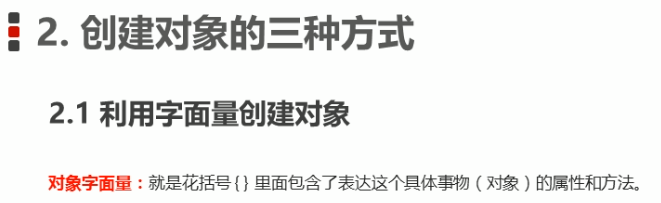 2. 创建对象的三种方式
2.1 利用字面量创建对象
对象字面量：就是花括号 { } 里面包含了表达这个具体事物（对象）的属性和方法。